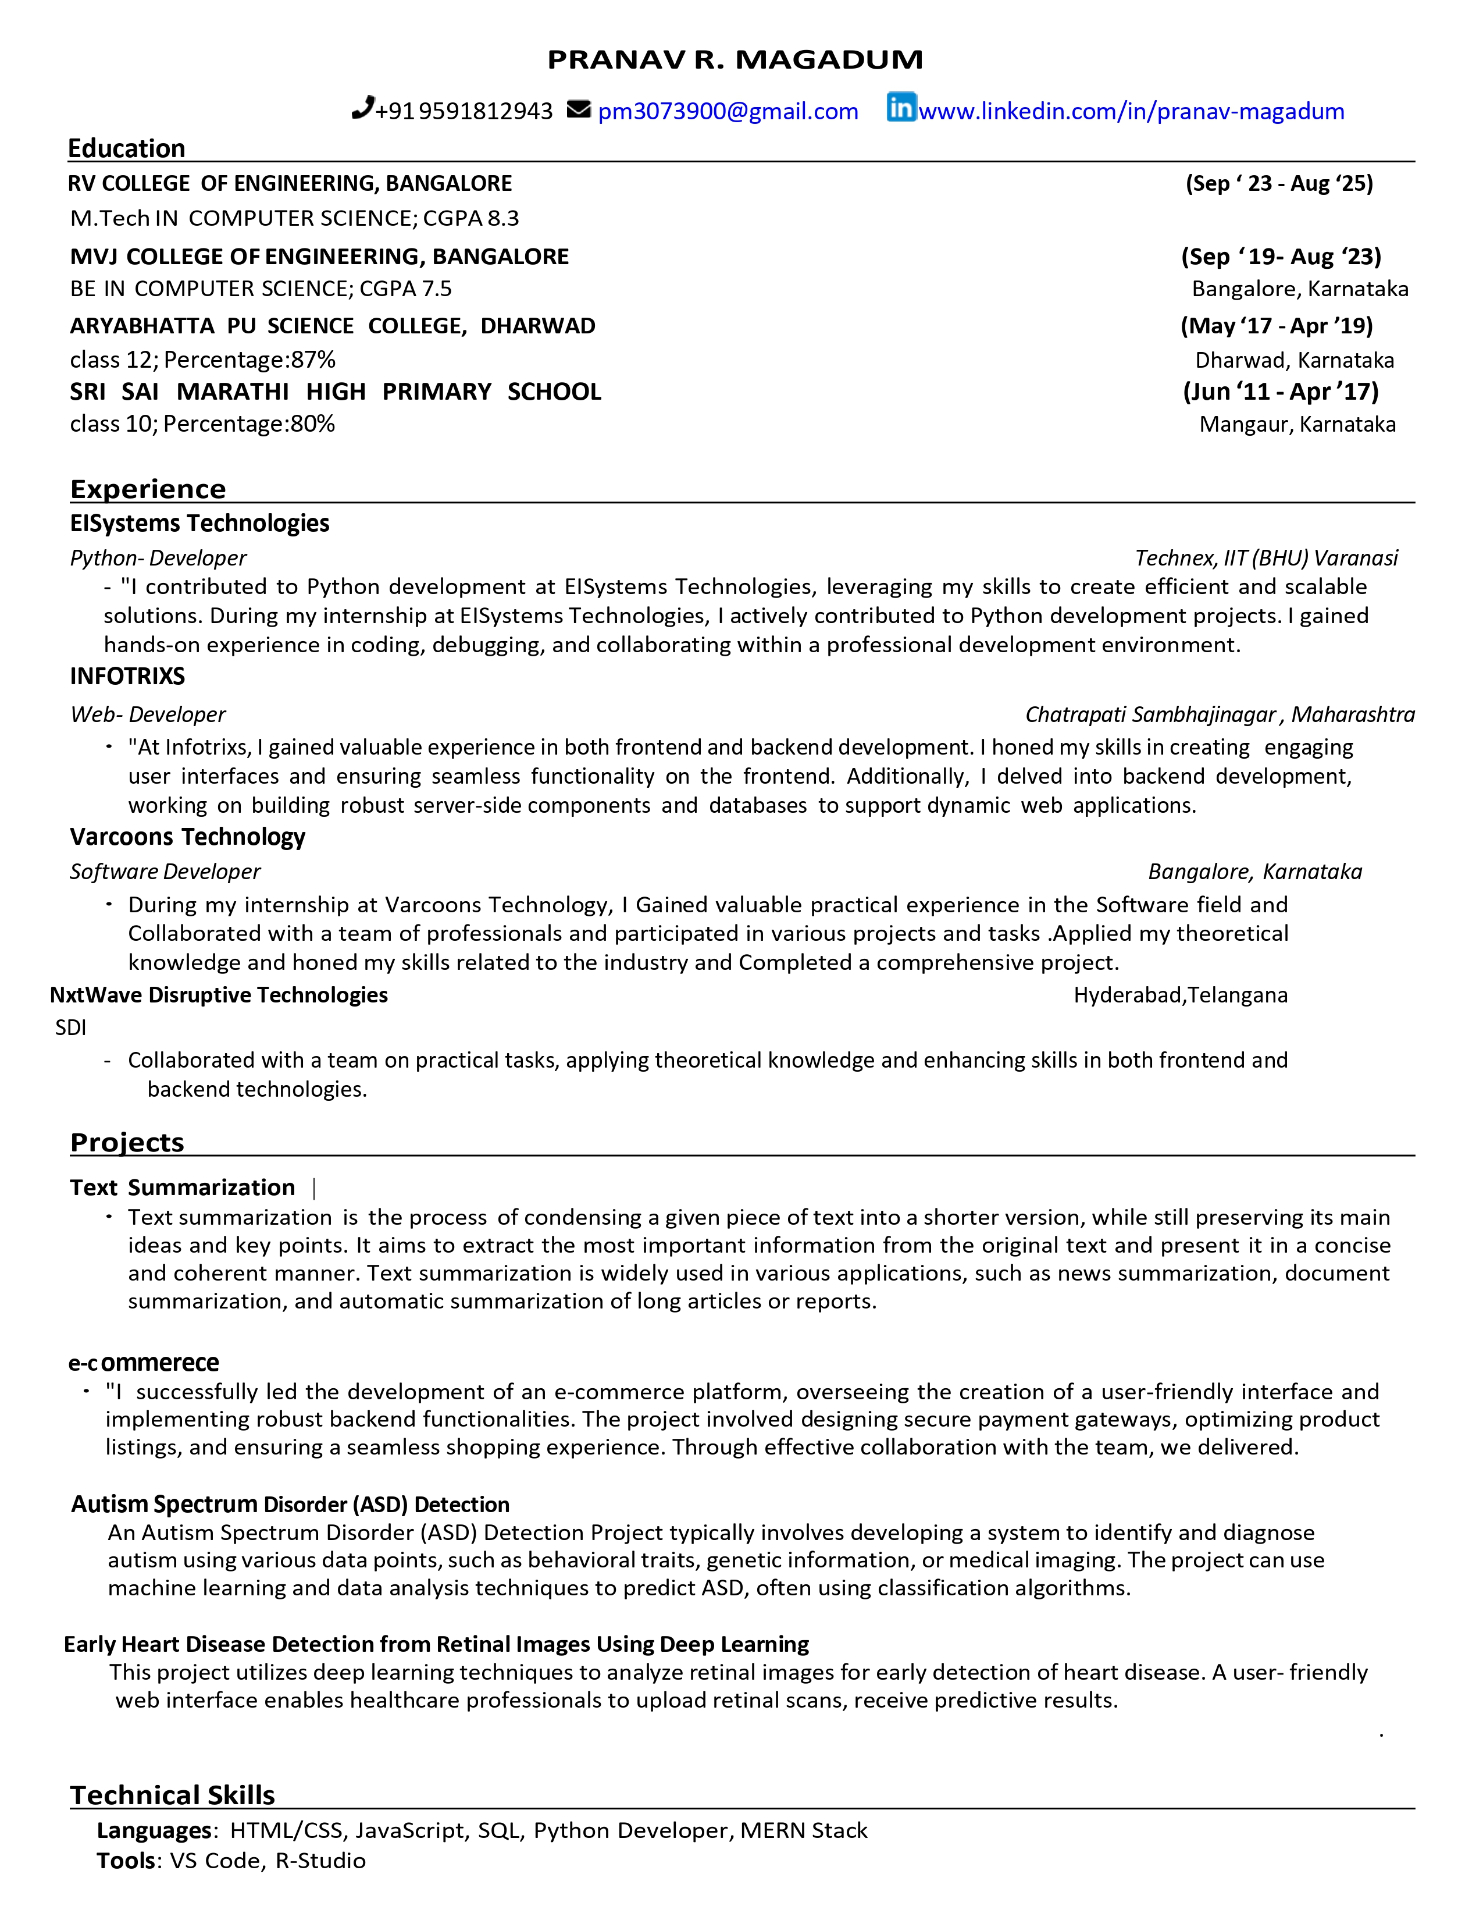 PRANAV R. MAGADUM
+91 9591812943 pm3073900@gmail.com in www.linkedin.com/in/pranav-magadum
Education
RV COLLEGE OF ENGINEERING, BANGALORE (Sep ‘ 23 - Aug ‘25)
M.Tech IN COMPUTER SCIENCE; CGPA 8.3
MVJ COLLEGE OF ENGINEERING, BANGALORE (Sep ‘19- Aug ‘23)
BE IN COMPUTER SCIENCE; CGPA 7.5 Bangalore, Karnataka
ARYABHATTA PU SCIENCE COLLEGE, DHARWAD (May ‘17 - Apr ’19)
class 12; Percentage:87% Dharwad, Karnataka
SRI SAI MARATHI HIGH PRIMARY SCHOOL (Jun ‘11 - Apr ’17)
class 10; Percentage:80% Mangaur, Karnataka
Experience
EISystems Technologies
Python- Developer Technex, IIT (BHU) Varanasi
- "I contributed to Python development at EISystems Technologies, leveraging my skills to create efficient and scalable
solutions. During my internship at EISystems Technologies, I actively contributed to Python development projects. I gained
hands-on experience in coding, debugging, and collaborating within a professional development environment.
INFOTRIXS
Web- Developer Chatrapati Sambhajinagar , Maharashtra
· "At Infotrixs, I gained valuable experience in both frontend and backend development. I honed my skills in creating engaging
user interfaces and ensuring seamless functionality on the frontend. Additionally, I delved into backend development,
working on building robust server-side components and databases to support dynamic web applications.
Varcoons Technology
Software Developer Bangalore, Karnataka
· During my internship at Varcoons Technology, I Gained valuable practical experience in the Software field and
Collaborated with a team of professionals and participated in various projects and tasks .Applied my theoretical
knowledge and honed my skills related to the industry and Completed a comprehensive project.
NxtWave Disruptive Technologies Hyderabad,Telangana
SDI
- Collaborated with a team on practical tasks, applying theoretical knowledge and enhancing skills in both frontend and
backend technologies.
Projects
Text Summarization |
· Text summarization is the process of condensing a given piece of text into a shorter version, while still preserving its main
ideas and key points. It aims to extract the most important information from the original text and present it in a concise
and coherent manner. Text summarization is widely used in various applications, such as news summarization, document
summarization, and automatic summarization of long articles or reports.
e-c ommerece
· "I successfully led the development of an e-commerce platform, overseeing the creation of a user-friendly interface and
implementing robust backend functionalities. The project involved designing secure payment gateways, optimizing product
listings, and ensuring a seamless shopping experience. Through effective collaboration with the team, we delivered.
Autism Spectrum Disorder (ASD) Detection
An Autism Spectrum Disorder (ASD) Detection Project typically involves developing a system to identify and diagnose
autism using various data points, such as behavioral traits, genetic information, or medical imaging. The project can use
machine learning and data analysis techniques to predict ASD, often using classification algorithms.
Early Heart Disease Detection from Retinal Images Using Deep Learning
This project utilizes deep learning techniques to analyze retinal images for early detection of heart disease. A user- friendly
web interface enables healthcare professionals to upload retinal scans, receive predictive results.
.
Technical Skills
Languages: HTML/CSS, JavaScript, SQL, Python Developer, MERN Stack
Tools: VS Code, R-Studio